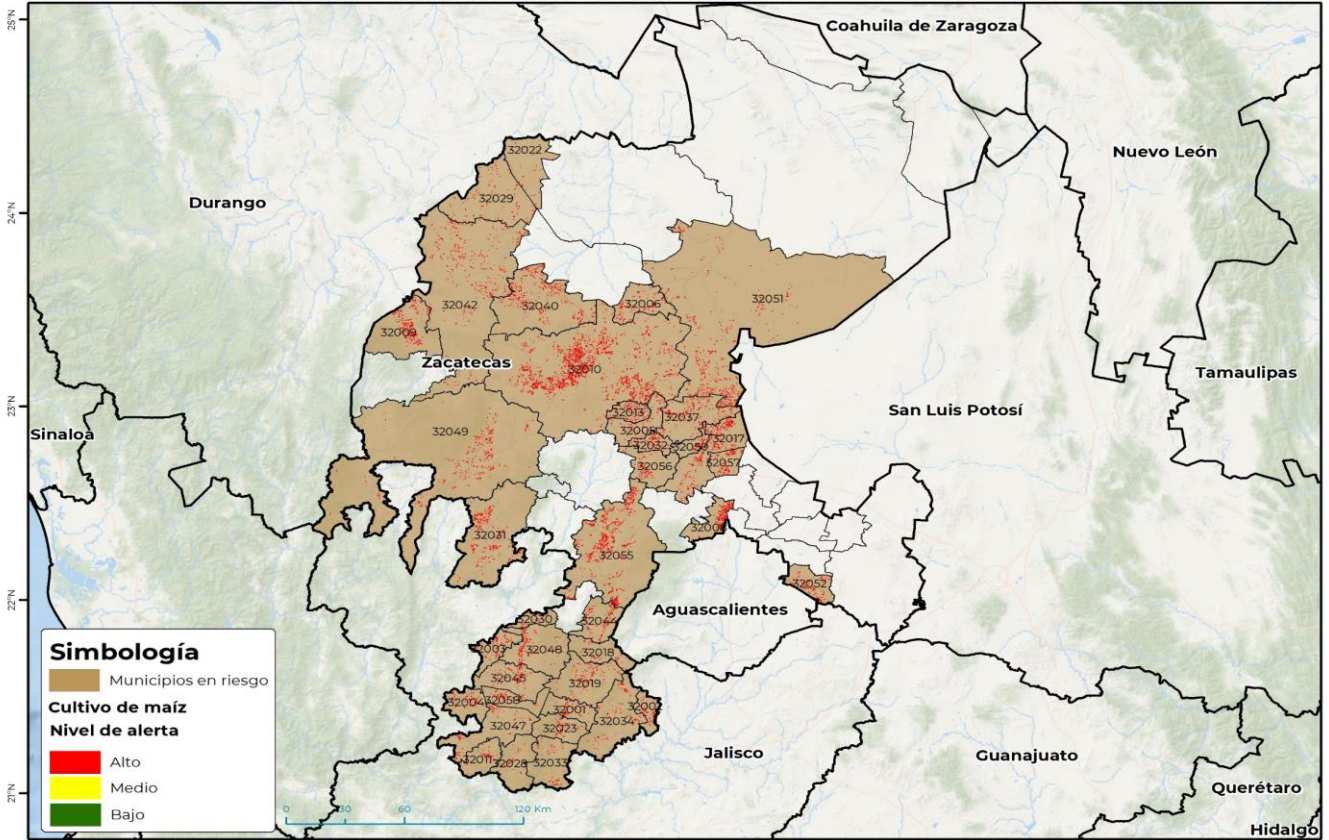 25°N
Coahuila de Zaragoza
Nuevo León
Durango
32022
24°N
32029
32051
32042
32040
32006
32009
Zacatecas
32010
Tamaulipas
San Luis Potosí
23°N
Sinaloa
32049
32013
32037
32005
32032
32017
32056
32057
32031
32055
22°N
32052
Aguascalientes
32030
32044
32003
32048
32018
32045
32019
32004
32058
32001
32034
32047
32023
32011
32028
32033
21°N
Jalisco
Guanajuato
Querétaro
Hidalgo
Simbología
Municipios en riesgo
Cultivo de maíz
Nivel de alerta
Alto
Medio
Bajo
0 30 60 120 Km